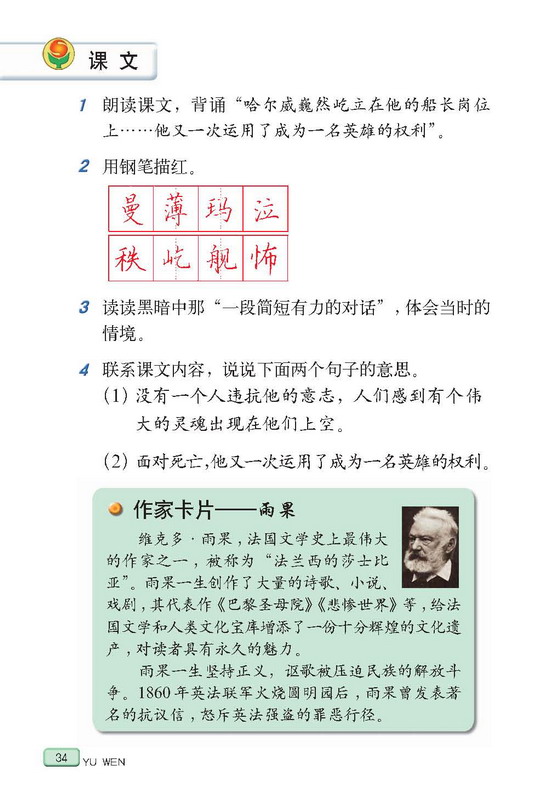 课 文
1 朗读课文，背诵“哈尔威巍然屹立在他的船长岗位
上……他又一次运用了成为一名英雄的权利”。
2 用钢笔描红。
曼 薄 玛 泣
秩 屹 舰 怖
3 读读黑暗中那“一段简短有力的对话”，体会当时的
情境。
4 联系课文内容，说说下面两个句子的意思。
（1）没有一个人违抗他的意志，人们感到有个伟
大的灵魂出现在他们上空。
（2）面对死亡，他又一次运用了成为一名英雄的权利。
作家卡片——雨果
维克多·雨果，法国文学史上最伟大
的作家之一，被称为“法兰西的莎士比
亚”。雨果一生创作了大量的诗歌、小说、
戏剧，其代表作《巴黎圣母院》《悲惨世界》等，给法
国文学和人类文化宝库增添了一份十分辉煌的文化遗
产，对读者具有永久的魅力。
雨果一生坚持正义，讴歌被压迫民族的解放斗
争。1860年英法联军火烧圆明园后，雨果曾发表著
名的抗议信，怒斥英法强盗的罪恶行径。
34 YU WEN